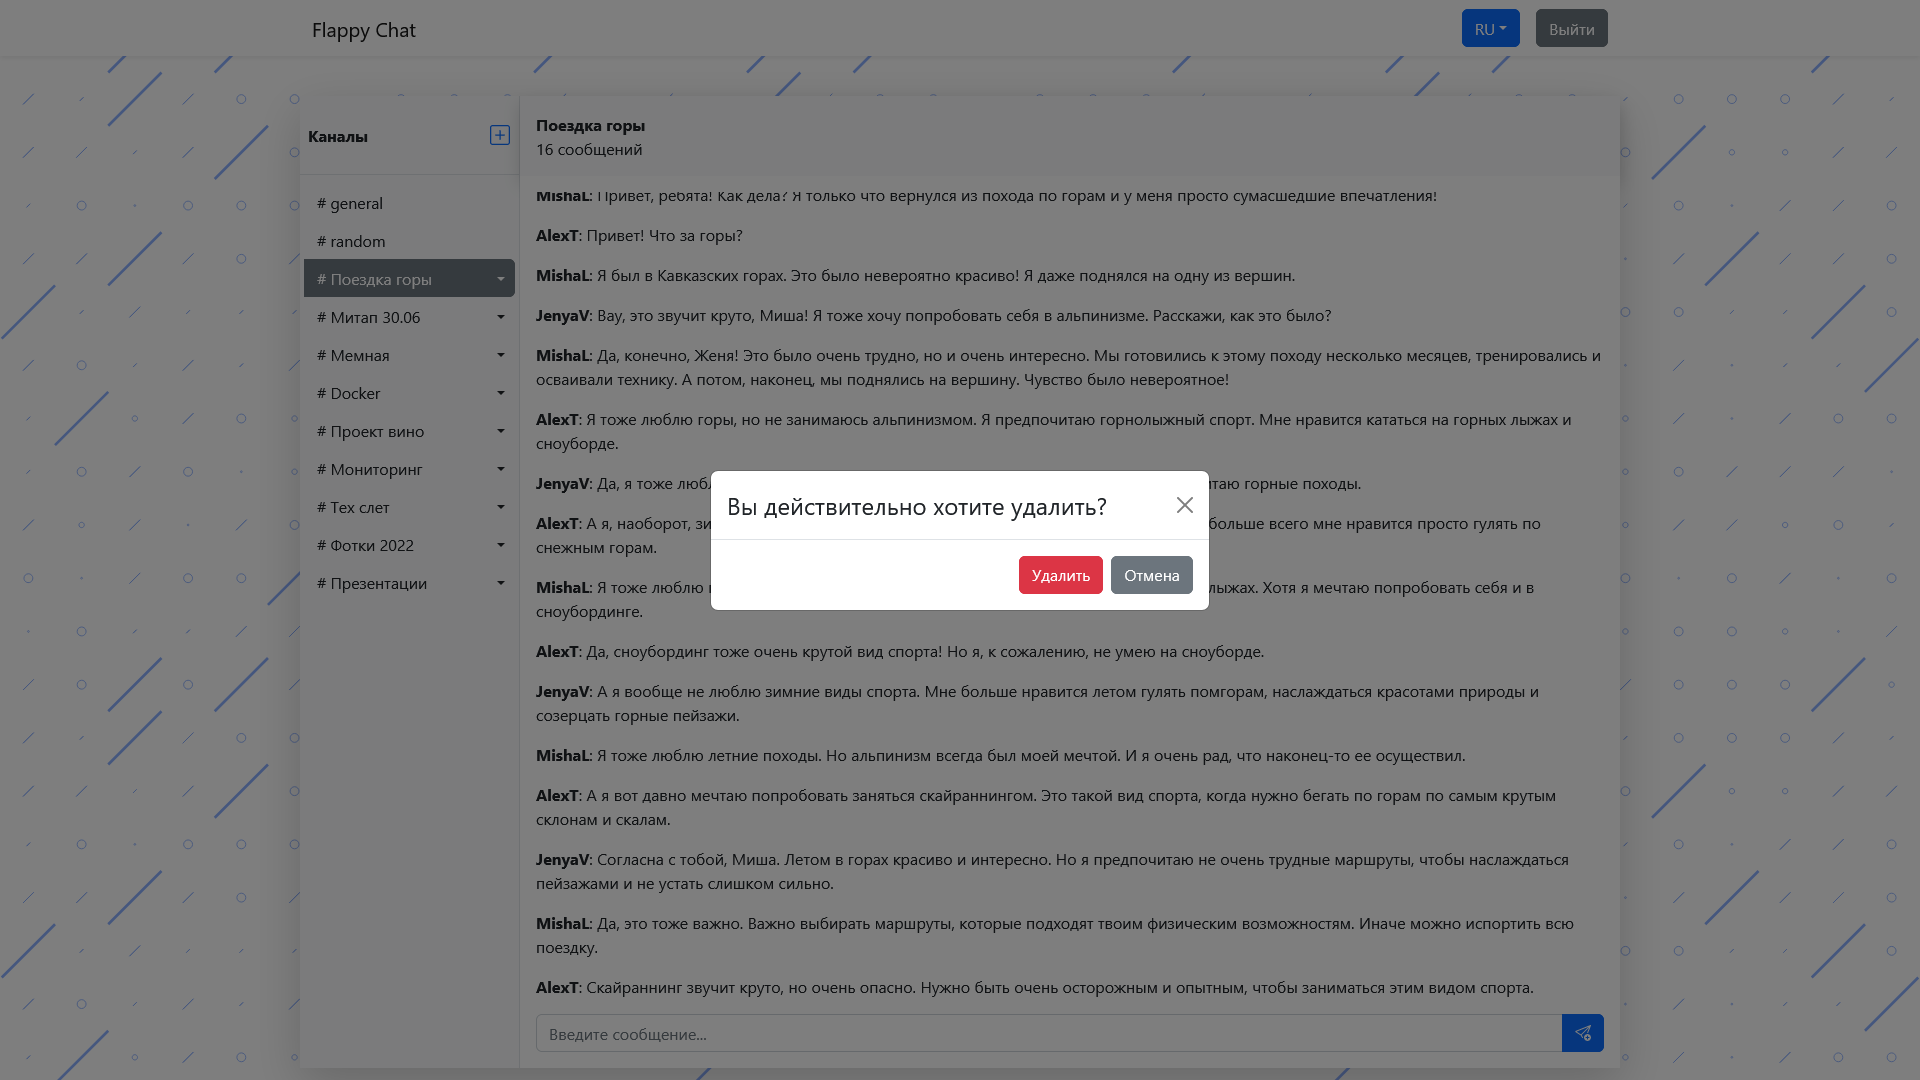 Flappy Chat
RU
Выйти
Каналы
# general
# random
# Поездка горы
# Митап 30.06
# Мемная
# Docker
# Проект вино
# Мониторинг
# Тех слет
# Фотки 2022
# Презентации
Поездка горы
16 сообщений
MishaL: Привет, ребята! Как дела? Я только что вернулся из похода по горам и у меня просто сумасшедшие впечатления!
AlexT: Привет! Что за горы?
MishaL: Я был в Кавказских горах. Это было невероятно красиво! Я даже поднялся на одну из вершин.
JenyaV: Вау, это звучит круто, Миша! Я тоже хочу попробовать себя в альпинизме. Расскажи, как это было?
MishaL: Да, конечно, Женя! Это было очень трудно, но и очень интересно. Мы готовились к этому походу несколько месяцев, тренировались и
осваивали технику. А потом, наконец, мы поднялись на вершину. Чувство было невероятное!
AlexT: Я тоже люблю горы, но не занимаюсь альпинизмом. Я предпочитаю горнолыжный спорт. Мне нравится кататься на горных лыжах и
сноуборде.
JenyaV: Да, я тоже горные походы.
AlexT: А я, наоборот, больше всего мне нравится просто гулять по
снежным горам.
MishaL: Я тоже люблю лыжах. Хотя я мечтаю попробовать себя и в
сноубординге.
AlexT: Да, сноубординг тоже очень крутой вид спорта! Но я, к сожалению, не умею на сноуборде.
JenyaV: А я вообще не люблю зимние виды спорта. Мне больше нравится летом гулять помгорам, наслаждаться красотами природы и
созерцать горные пейзажи.
MishaL: Я тоже люблю летние походы. Но альпинизм всегда был моей мечтой. И я очень рад, что наконец-то ее осуществил.
AlexT: А я вот давно мечтаю попробовать заняться скайраннингом. Это такой вид спорта, когда нужно бегать по горам по самым крутым
склонам и скалам.
JenyaV: Согласна с тобой, Миша. Летом в горах красиво и интересно. Но я предпочитаю не очень трудные маршруты, чтобы наслаждаться
пейзажами и не устать слишком сильно.
MishaL: Да, это тоже важно. Важно выбирать маршруты, которые подходят твоим физическим возможностям. Иначе можно испортить всю
поездку.
AlexT: Скайраннинг звучит круто, но очень опасно. Нужно быть очень осторожным и опытным, чтобы заниматься этим видом спорта.
Введите сообщение...
Вы действительно хотите удалить?
Удалить
Отмена